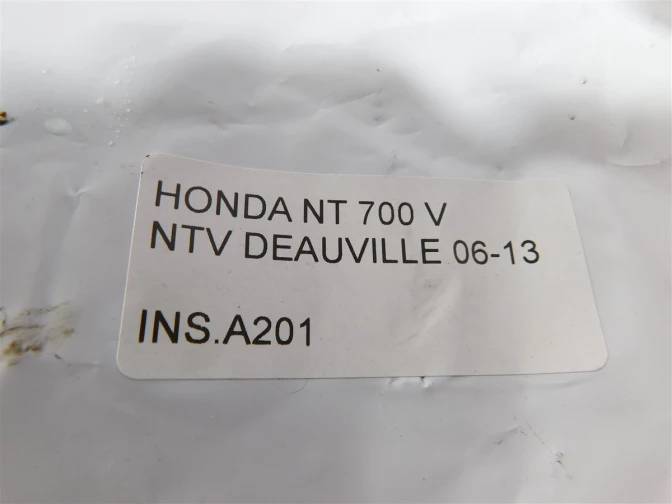 HONDA NT 700 V
NTV DEAUVILLE 06-13
INS.A201